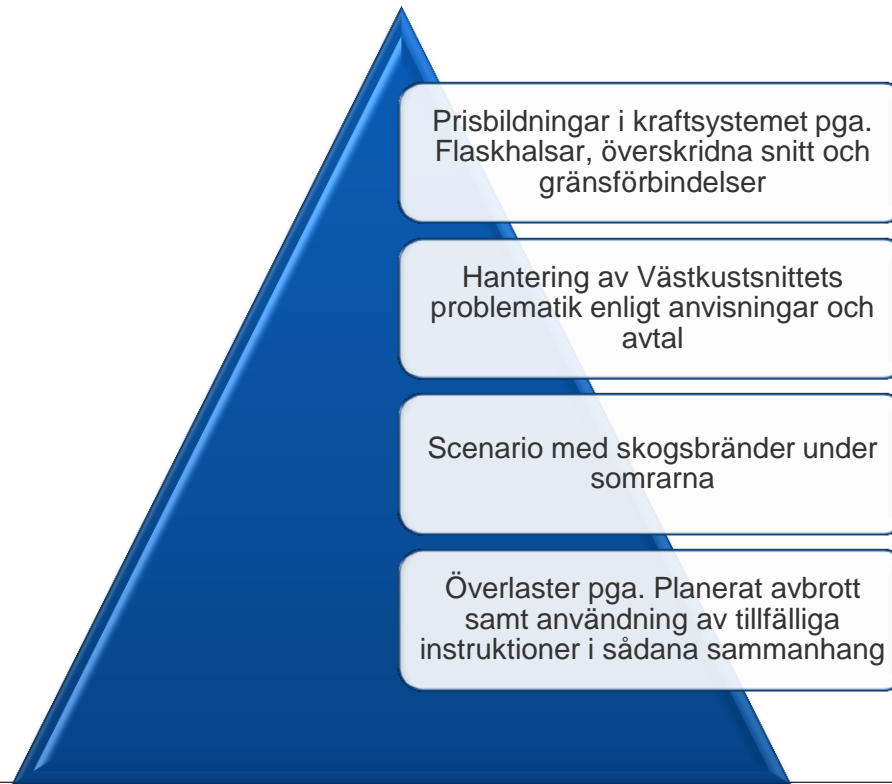 Prisbildningar i kraftsystemet pga.
Flaskhalsar, överskridna snitt och
gränsförbindelser
Hantering av Västkustsnittets
problematik enligt anvisningar och
avtal
Scenario med skogsbränder under
somrarna
Överlaster pga. Planerat avbrott
samt användning av tillfälliga
instruktioner i sådana sammanhang